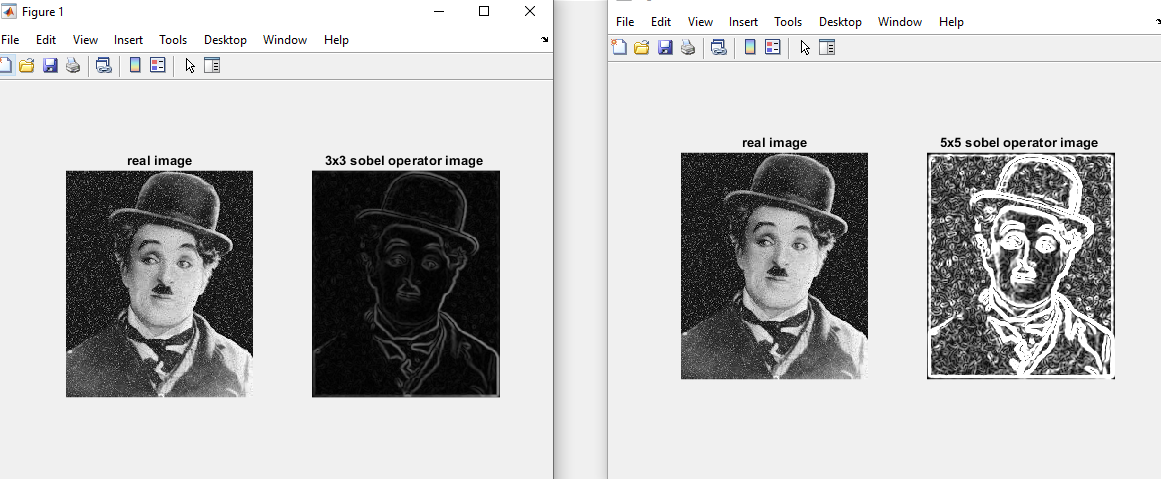 Figure 1
File Edit View Insert Tools Desktop Window Help
real image
3x3 sobel operator image
File Edit View Insert Tools Desktop Window Help
real image
5x5 sobel operator image